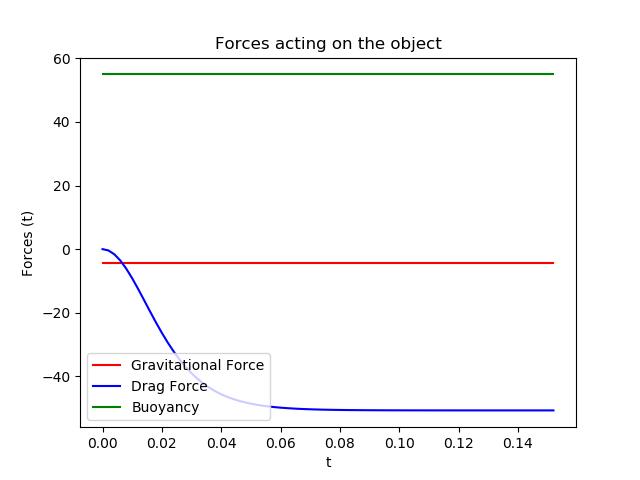 Forces acting on the object
60
40
20
0
−20
−40
Forces (t)
Gravitational Force
Drag Force
Buoyancy
0.00 0.02 0.04 0.06 0.08 0.10 0.12 0.14
t